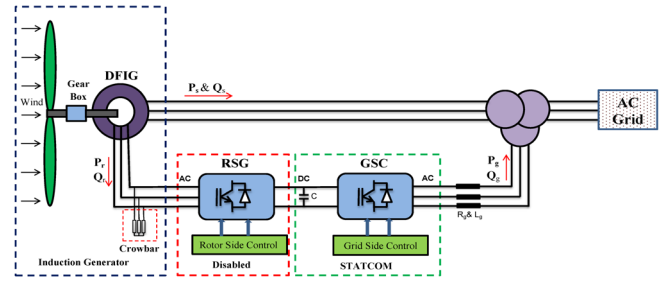 Gear
Box
DFIG
Wind
Ps & Qs
AC
Grid
Pr
Qr
Crowbar
Induction Generator
RSG
AC
DC
Rotor Side Control
Disabled
GSC
C
AC
Grid Side Control
STATCOM
Rg& Lg
Pg
Qg